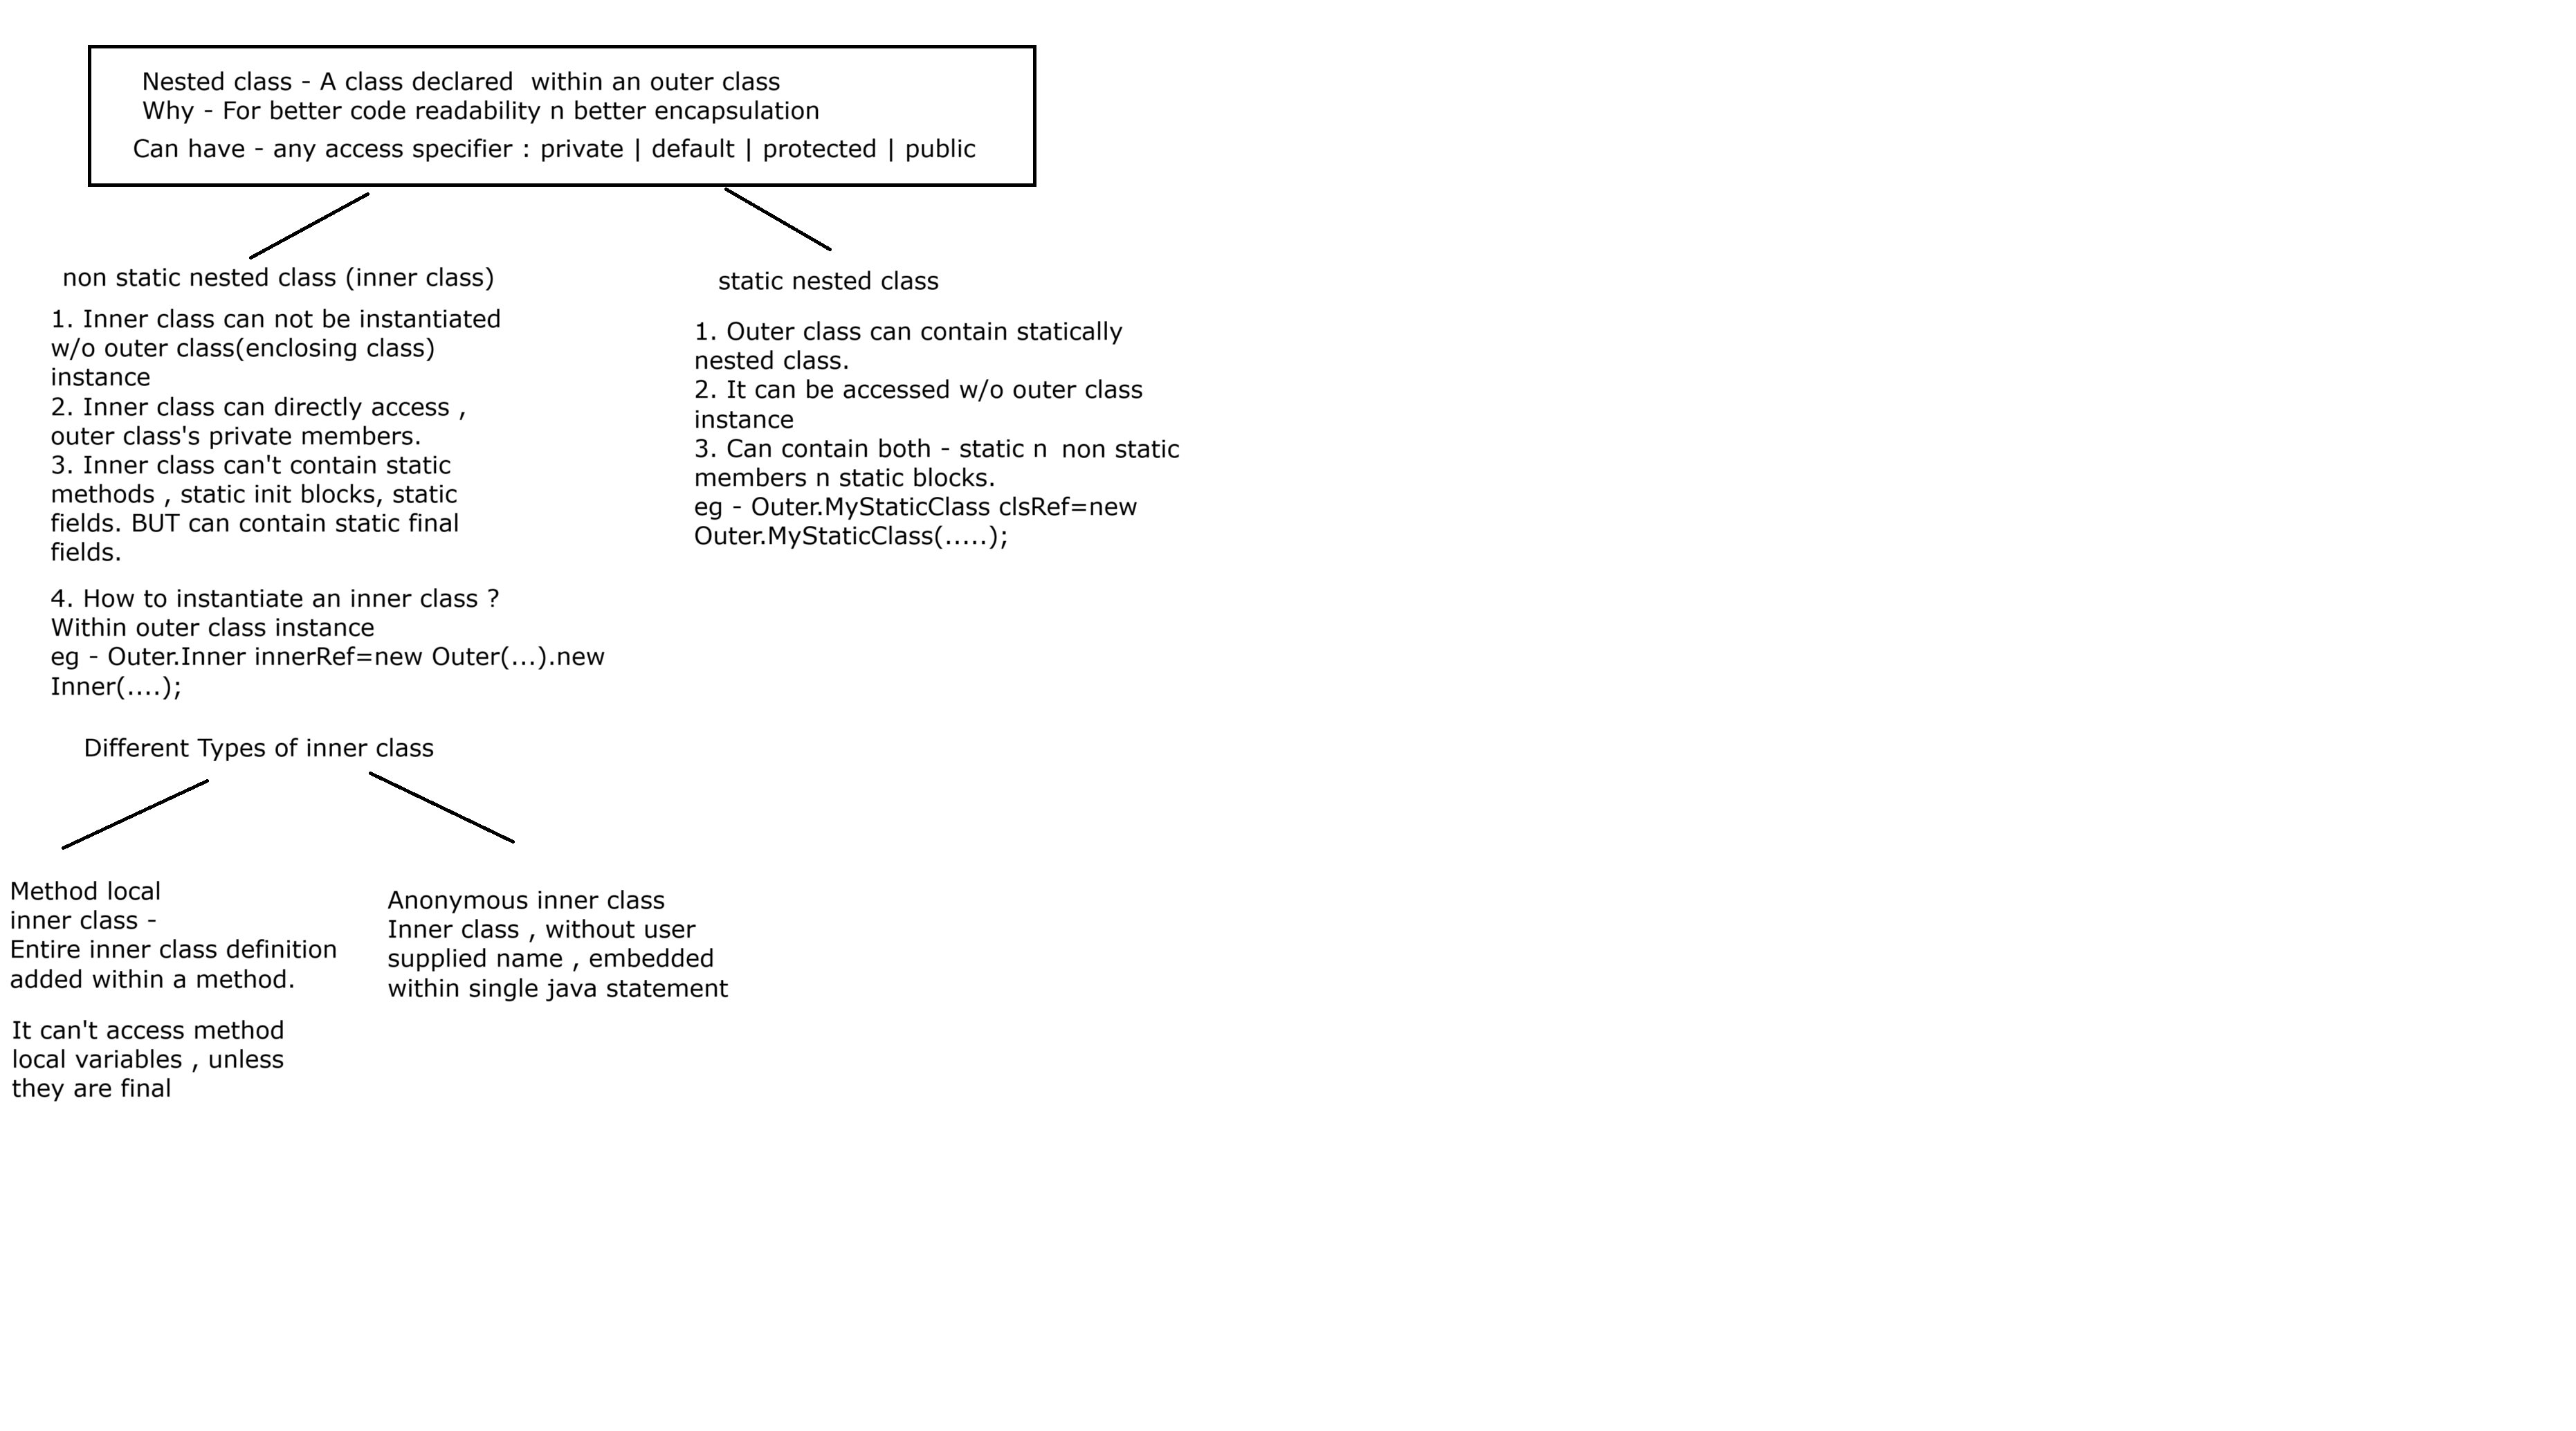 Nested class - A class declared  within an outer class
Why - For better code readability n better encapsulation
Can have - any access specifier : private | default | protected | public
non static nested class (inner class)
1. Inner class can not be instantiated
w/o outer class(enclosing class)
instance
2. Inner class can directly access ,
outer class's private members.
3. Inner class can't contain static
methods , static init blocks, static
fields. BUT can contain static final
fields.
4. How to instantiate an inner class ?
Within outer class instance
eg - Outer.Inner innerRef=new Outer(...).new
Inner(....);
static nested class
1. Outer class can contain statically
nested class.
2. It can be accessed w/o outer class
instance
3. Can contain both - static n  non static
members n static blocks.
eg - Outer.MyStaticClass clsRef=new
Outer.MyStaticClass(.....);
Different Types of inner class
Method local
inner class -
Entire inner class definition
added within a method.
It can't access method
local variables , unless
they are final
Anonymous inner class
Inner class , without user
supplied name , embedded
within single java statement